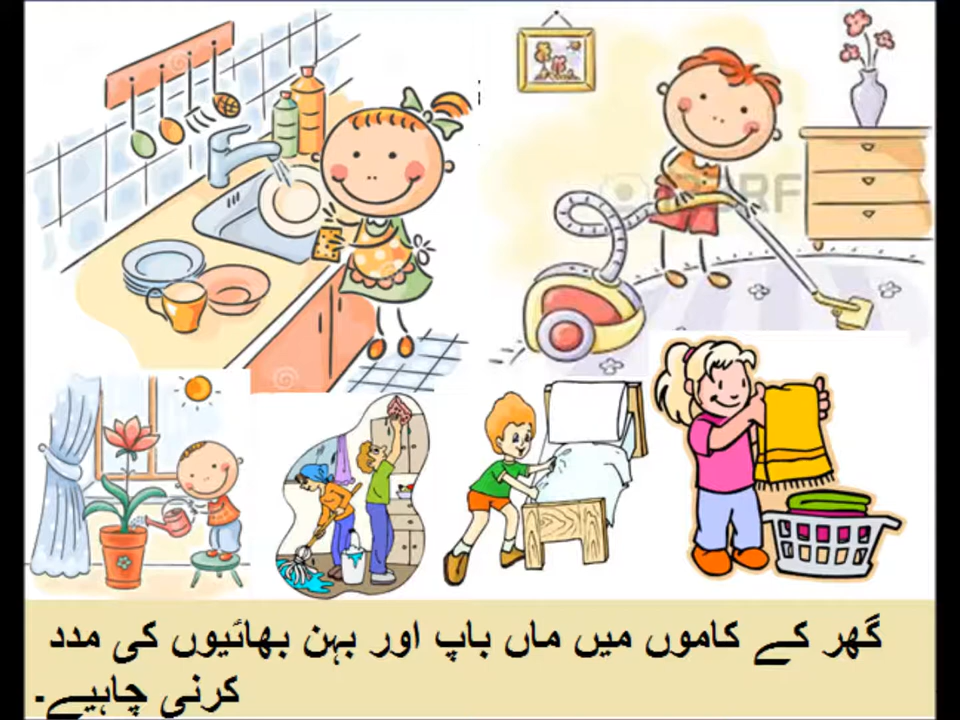 گھر کے کاموں میں ماں باپ اور بہن بھائیوں کی مدد
کرنی چاہیے۔